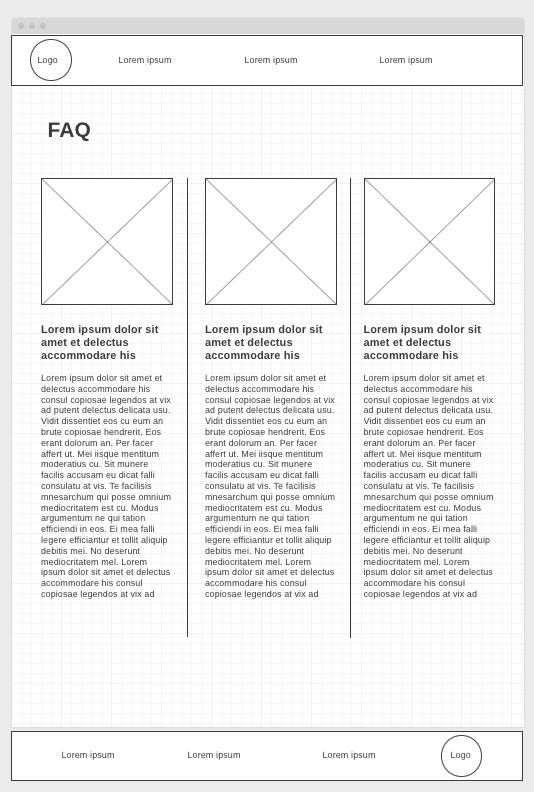 Logo
Lorem ipsum
Lorem ipsum
Lorem ipsum
FAQ
Lorem ipsum dolor sit
amet et delectus
accommodare his
Lorem ipsum dolor sit amet et
delectus accommodare his
consul copiosae legendos at vix
ad putent delectus delicata usu.
Vidit dissentiet eos cu eum an
brute copiosae hendrerit. Eos
erant dolorum an. Per facer
affert ut. Mei iisque mentitum
moderatius cu. Sit munere
facilis accusam eu dicat falli
consulatu at vis. Te facilisis
mnesarchum qui posse omnium
mediocritatem est cu. Modus
argumentum ne qui tation
efficiendi in eos. Ei mea falli
legere efficiantur et tollit aliquip
debitis mei. No deserunt
mediocritatem mel. Lorem
ipsum dolor sit amet et delectus
accommodare his consul
copiosae legendos at vix ad
Lorem ipsum dolor sit
amet et delectus
accommodare his
Lorem ipsum dolor sit amet et
delectus accommodare his
consul copiosae legendos at vix
ad putent delectus delicata usu.
Vidit dissentiet eos cu eum an
brute copiosae hendrerit. Eos
erant dolorum an. Per facer
affert ut. Mei iisque mentitum
moderatius cu. Sit munere
facilis accusam eu dicat falli
consulatu at vis. Te facilisis
mnesarchum qui posse omnium
mediocritatem est cu. Modus
argumentum ne qui tation
efficiendi in eos. Ei mea falli
legere efficiantur et tollit aliquip
debitis mei. No deserunt
mediocritatem mel. Lorem
ipsum dolor sit amet et delectus
accommodare his consul
copiosae legendos at vix ad
Lorem ipsum dolor sit
amet et delectus
accommodare his
Lorem ipsum dolor sit amet et
delectus accommodare his
consul copiosae legendos at vix
ad putent delectus delicata usu.
Vidit dissentiet eos cu eum an
brute copiosae hendrerit. Eos
erant dolorum an. Per facer
affert ut. Mei iisque mentitum
moderatius cu. Sit munere
facilis accusam eu dicat falli
consulatu at vis. Te facilisis
mnesarchum qui posse omnium
mediocritatem est cu. Modus
argumentum ne qui tation
efficiendi in eos. Ei mea falli
legere efficiantur et tollit aliquip
debitis mei. No deserunt
mediocritatem mel. Lorem
ipsum dolor sit amet et delectus
accommodare his consul
copiosae legendos at vix ad
Lorem ipsum
Lorem ipsum
Lorem ipsum
Logo